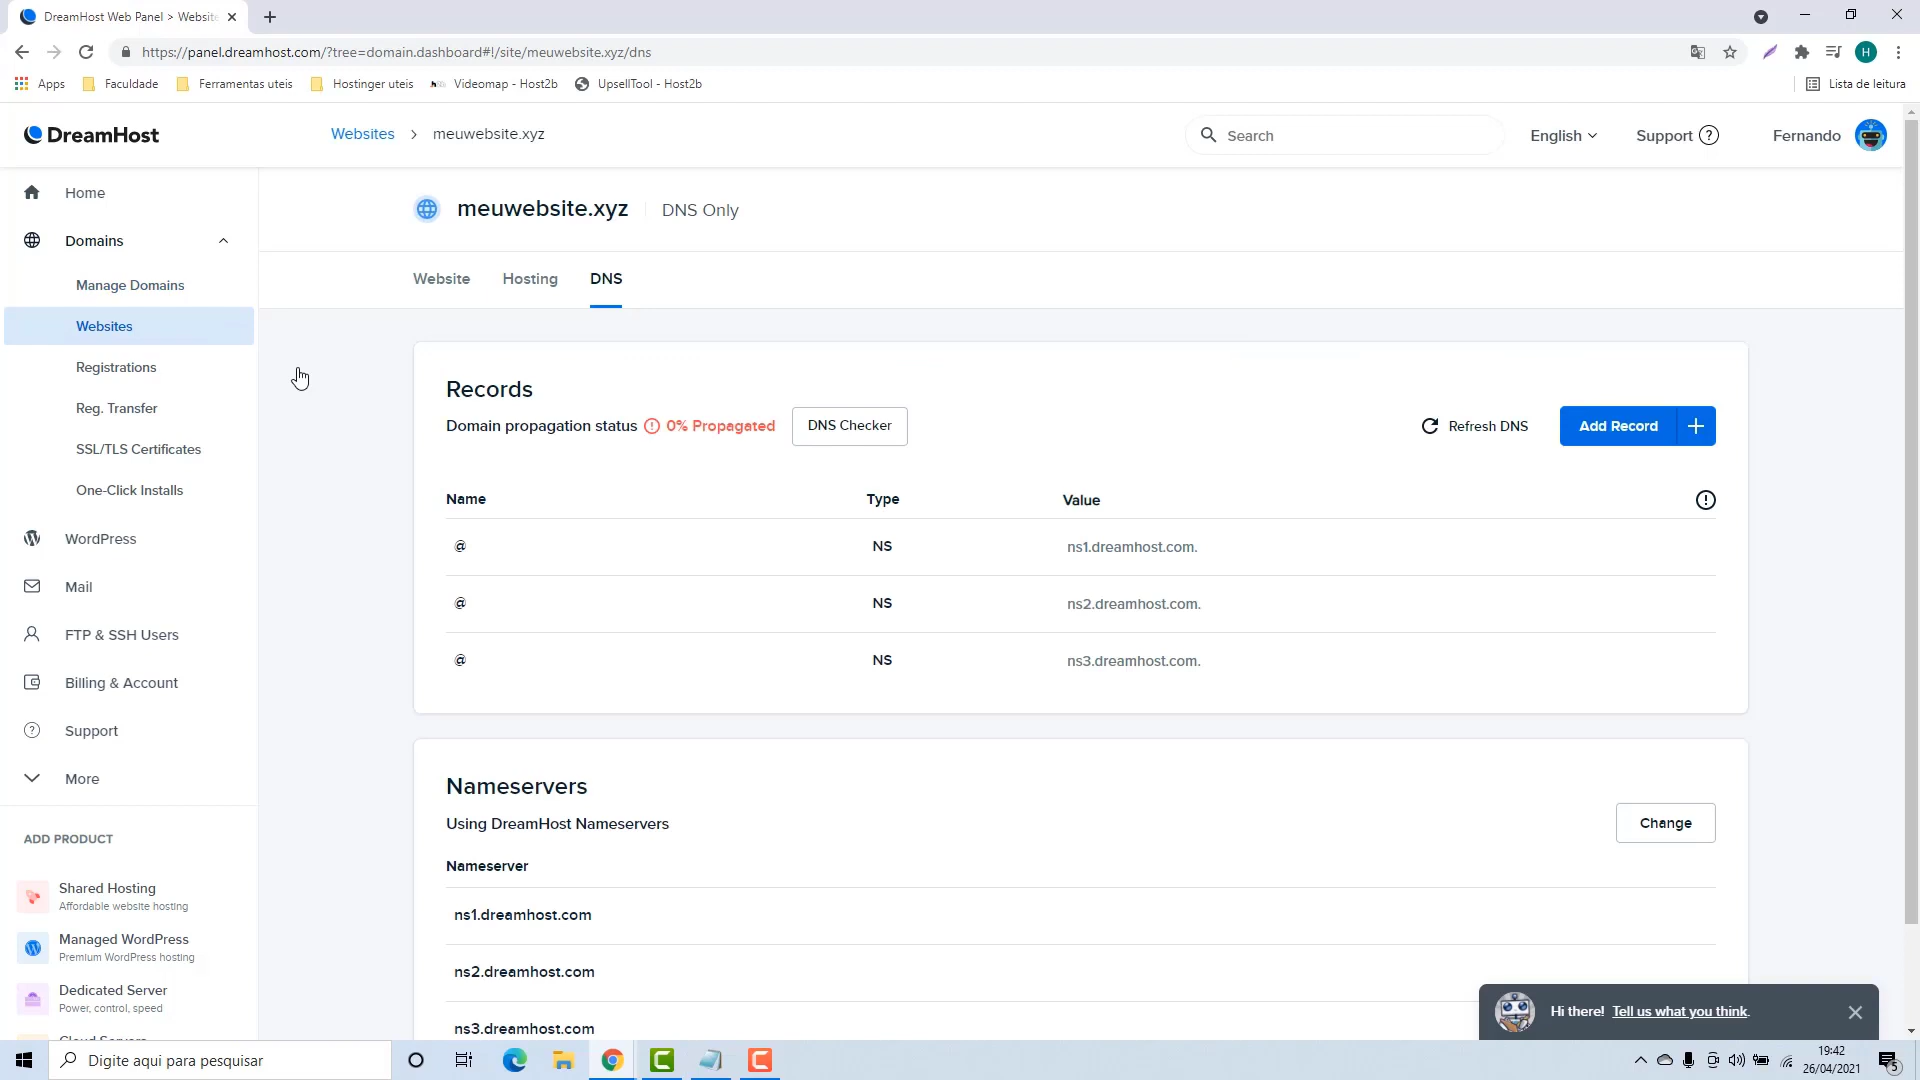 DreamHost Web Panel > Website
https://panel.dreamhost.com/?tree=domain.dashboard#!/site/meuwebsite.xyz/dns
H
Apps
Faculdade
Ferramentas uteis
Hostinger uteis
Videomap - Host2b
UpsellTool - Host2b
Lista de leitura
DreamHost
Websites > meuwebsite.xyz
Search
English
Support
Fernando
Home
Domains
Manage Domains
Websites
Registrations
Reg. Transfer
SSL/TLS Certificates
One-Click Installs
WordPress
Mail
FTP & SSH Users
Billing & Account
Support
More
ADD PRODUCT
Shared Hosting
Affordable website hosting
Managed WordPress
Premium WordPress hosting
Dedicated Server
Power, control, speed
Cloud Servers
meuwebsite.xyz
DNS Only
Website
Hosting
DNS
Records
Domain propagation status 0% Propagated
DNS Checker
Refresh DNS
Add Record +
Name Type Value
@ NS ns1.dreamhost.com.
@ NS ns2.dreamhost.com.
@ NS ns3.dreamhost.com.
Nameservers
Using DreamHost Nameservers
Change
Nameserver
ns1.dreamhost.com
ns2.dreamhost.com
ns3.dreamhost.com
Hi there! Tell us what you think.
Digite aqui para pesquisar
19:42
26/04/2021
5